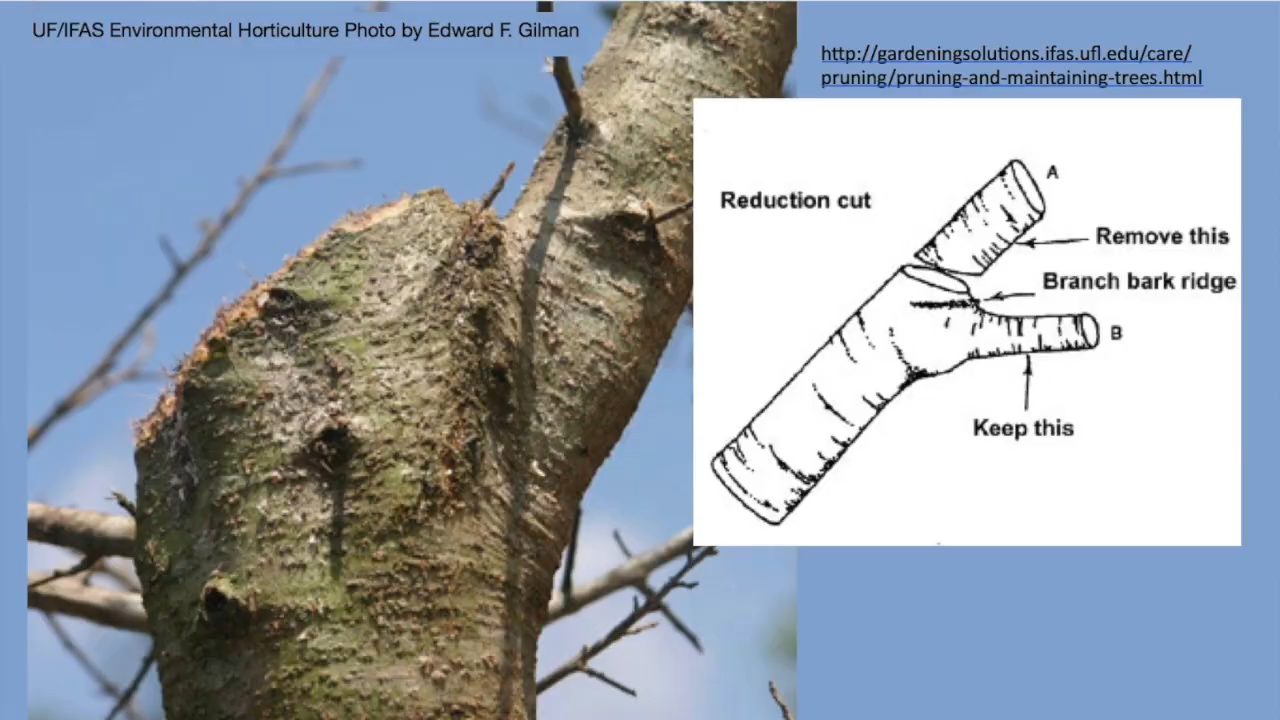 UF/IFAS Environmental Horticulture Photo by Edward F. Gilman
http://gardeningsolutions.ifas.ufl.edu/care/
pruning/pruning-and-maintaining-trees.html
Reduction cut
A
Remove this
Branch bark ridge
B
Keep this